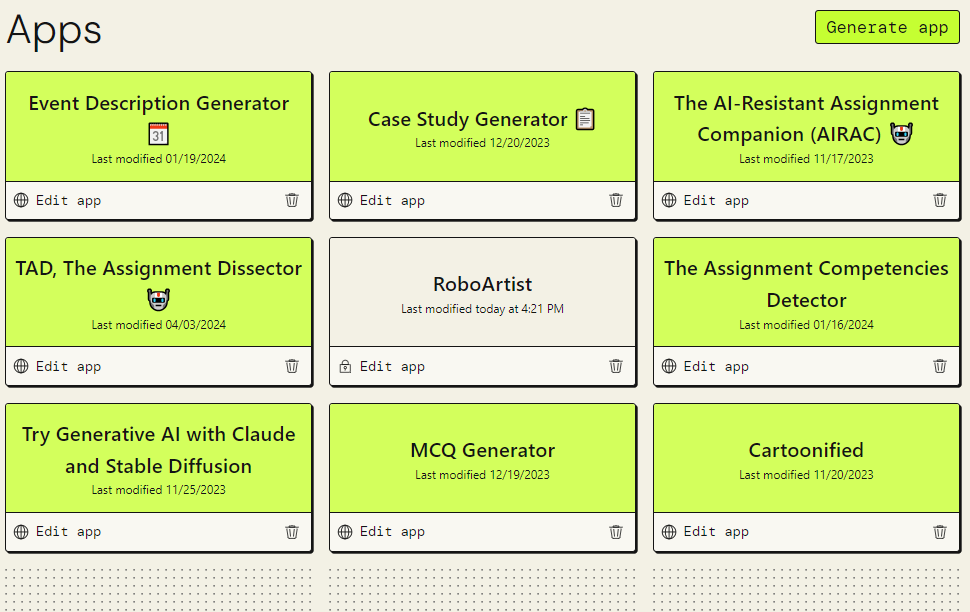 Apps
Generate app
Event Description Generator
📅
Last modified 01/19/2024
Edit app
Case Study Generator 📋
Last modified 12/20/2023
Edit app
The AI-Resistant Assignment
Companion (AIRAC) 🤖
Last modified 11/17/2023
Edit app
TAD, The Assignment Dissector
🤖
Last modified 04/03/2024
Edit app
RoboArtist
Last modified today at 4:21 PM
Edit app
The Assignment Competencies
Detector
Last modified 01/16/2024
Edit app
Try Generative AI with Claude
and Stable Diffusion
Last modified 11/25/2023
Edit app
MCQ Generator
Last modified 12/19/2023
Edit app
Cartoonified
Last modified 11/20/2023
Edit app